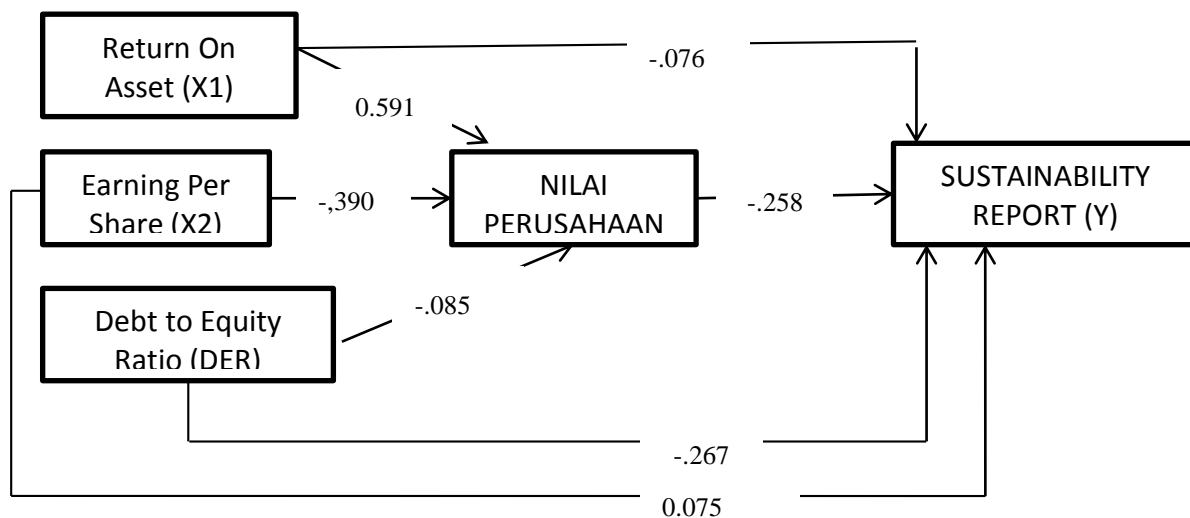 Return On
Asset (X1)
-.076
0.591
Earning Per
Share (X2)
-,390
NILAI
PERUSAHAAN
-.258
SUSTAINABILITY
REPORT (Y)
Debt to Equity
Ratio (DER)
-.085
-.267
0.075